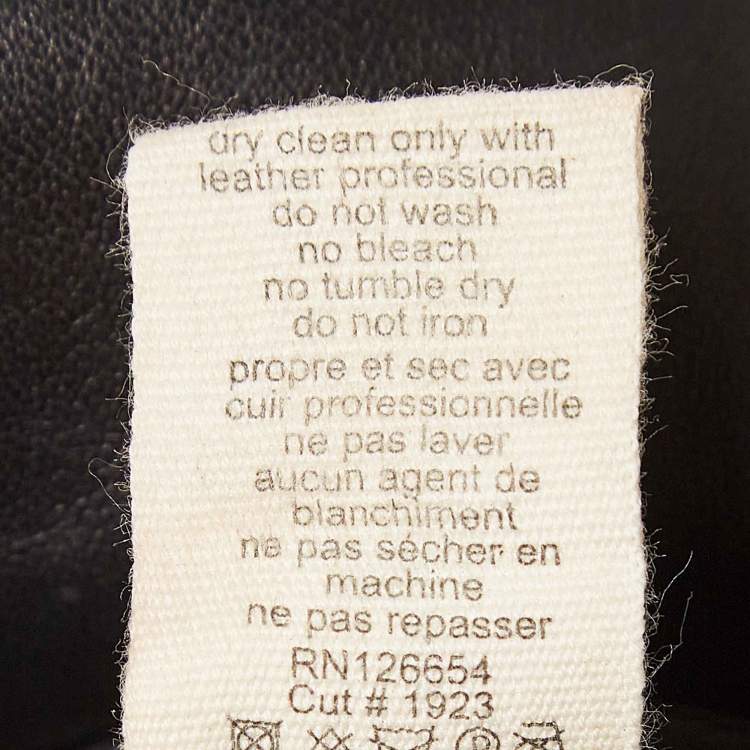 dry clean only with
leather professional
do not wash
no bleach
no tumble dry
do not iron
propre et sec avec
cuir professionnelle
ne pas laver
aucun agent de
blanchiment
ne pas sécher en
machine
ne pas repasser
RN126654
Cut # 1923